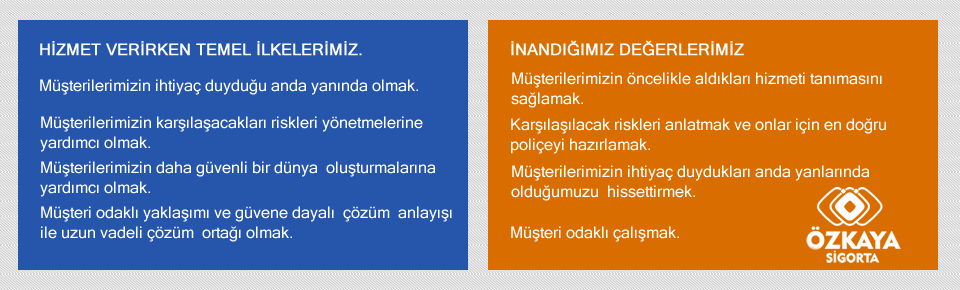 HİZMET VERİRKEN TEMEL İLKELERİMİZ.
Müşterilerimizin ihtiyaç duyduğu anda yanında olmak.
Müşterilerimizin karşılaşacakları riskleri yönetmelerine
yardımcı olmak.
Müşterilerimizin daha güvenli bir dünya oluşturmalarına
yardımcı olmak.
Müşteri odaklı yaklaşımı ve güvene dayalı çözüm anlayışı
ile uzun vadeli çözüm ortağı olmak.
İNANDIĞIMIZ DEĞERLERİMİZ
Müşterilerimizin öncelikle aldıkları hizmeti tanımasını
sağlamak.
Karşılaşılacak riskleri anlatmak ve onlar için en doğru
poliçeyi hazırlamak.
Müşterilerimizin ihtiyaç duydukları anda yanlarında
olduğumuzu hissettirmek.
Müşteri odaklı çalışmak.
ÖZKAYA
SİGORTA